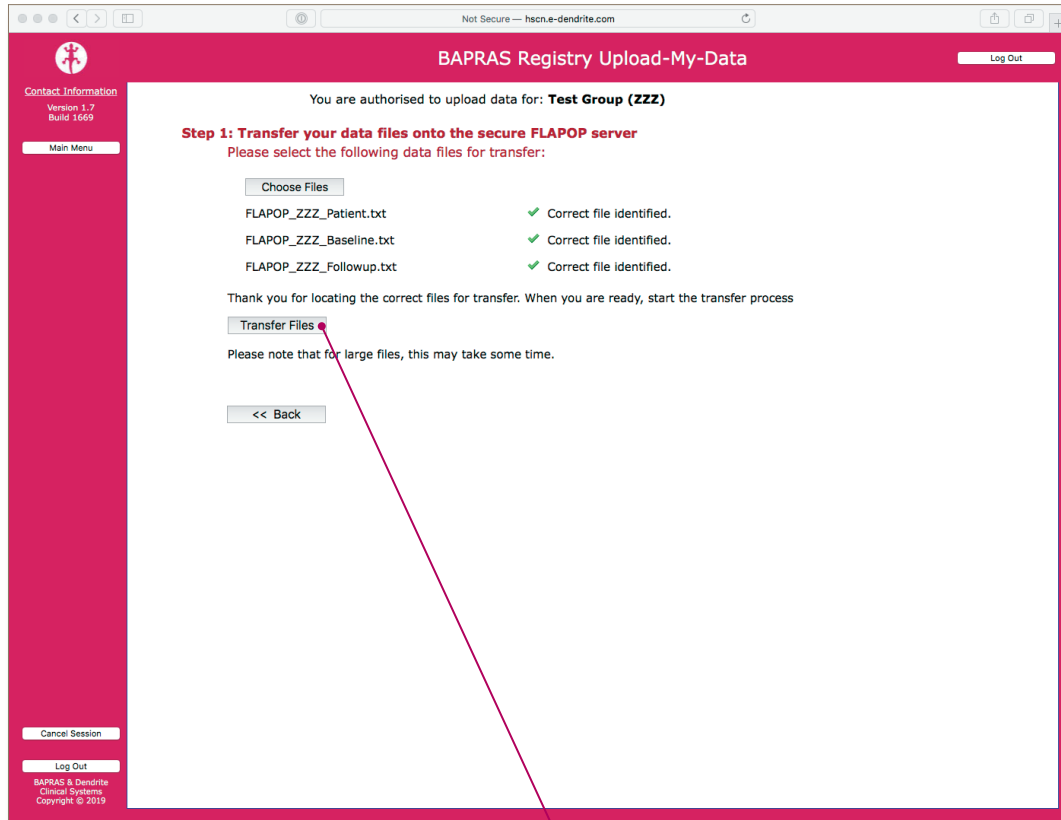 Not Secure — hscn.e-dendrite.com
BAPRAS Registry Upload-My-Data
Log Out
Contact Information
Version 1.7
Build 1669
Main Menu
You are authorised to upload data for: Test Group (ZZZ)
Step 1: Transfer your data files onto the secure FLAPOP server
Please select the following data files for transfer:
Choose Files
FLAPOP_ZZZ_Patient.txt Correct file identified.
FLAPOP_ZZZ_Baseline.txt Correct file identified.
FLAPOP_ZZZ_Followup.txt Correct file identified.
Thank you for locating the correct files for transfer. When you are ready, start the transfer process
Transfer Files
Please note that for large files, this may take some time.
<< Back
Cancel Session
Log Out
BAPRAS & Dendrite
Clinical Systems
Copyright © 2019